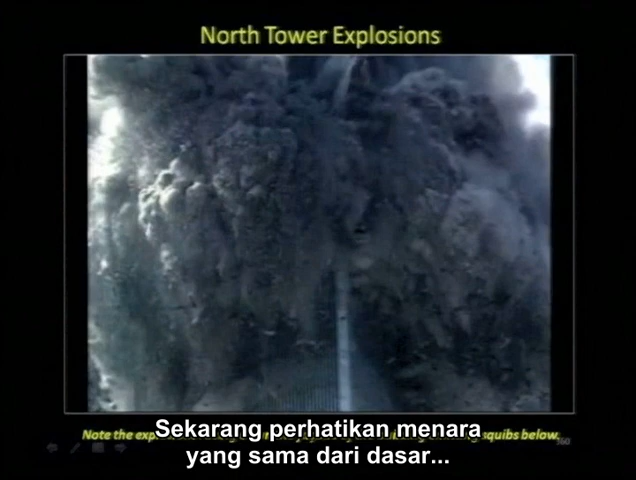 North Tower Explosions
Note the exp squibs below.
Sekarang perhatikan menara
yang sama dari dasar...